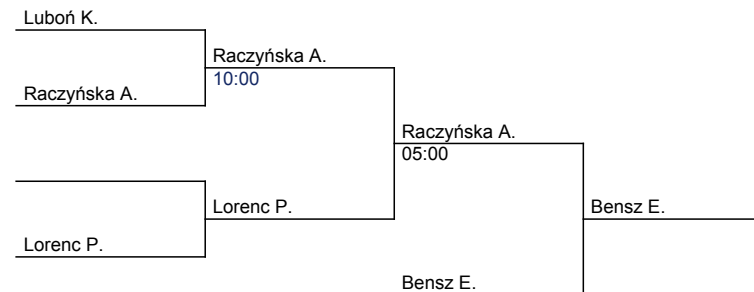 Luboń K.
Raczyńska A.
10:00
Raczyńska A.
Raczyńska A.
05:00
Lorenc P.
Bensz E.
Lorenc P.
Bensz E.